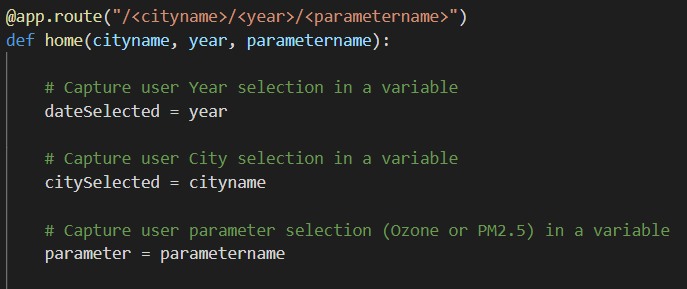 @app.route("/<cityname>/<year>/<parametername>")
def home(cityname, year, parametername):
# Capture user Year selection in a variable
dateSelected = year
# Capture user City selection in a variable
citySelected = cityname
# Capture user parameter selection (Ozone or PM2.5) in a variable
parameter = parametername